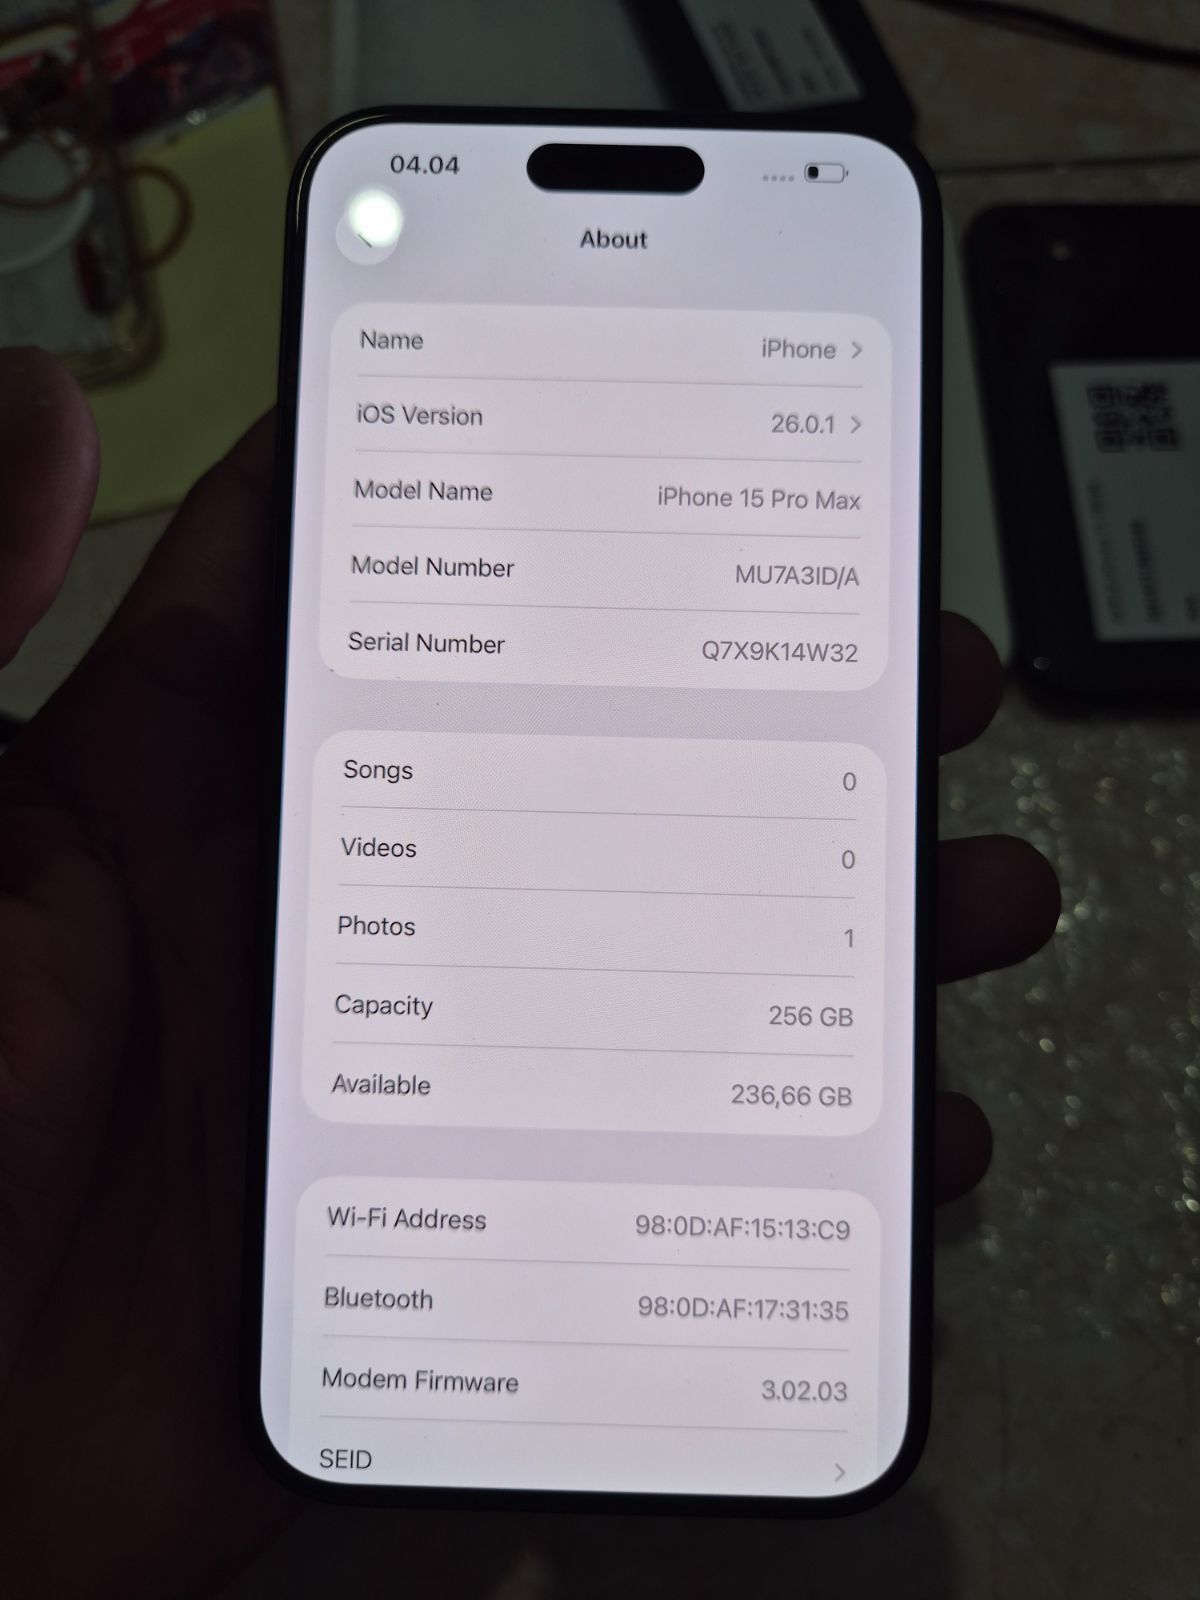 04.04
About
Name iPhone
iOS Version 26.0.1
Model Name iPhone 15 Pro Max
Model Number MU7A3ID/A
Serial Number Q7X9K14W32
Songs 0
Videos 0
Photos 1
Capacity 256 GB
Available 236,66 GB
Wi-Fi Address 98:0D:AF:15:13:C9
Bluetooth 98:0D:AF:17:31:35
Modem Firmware 3.02.03
SEID